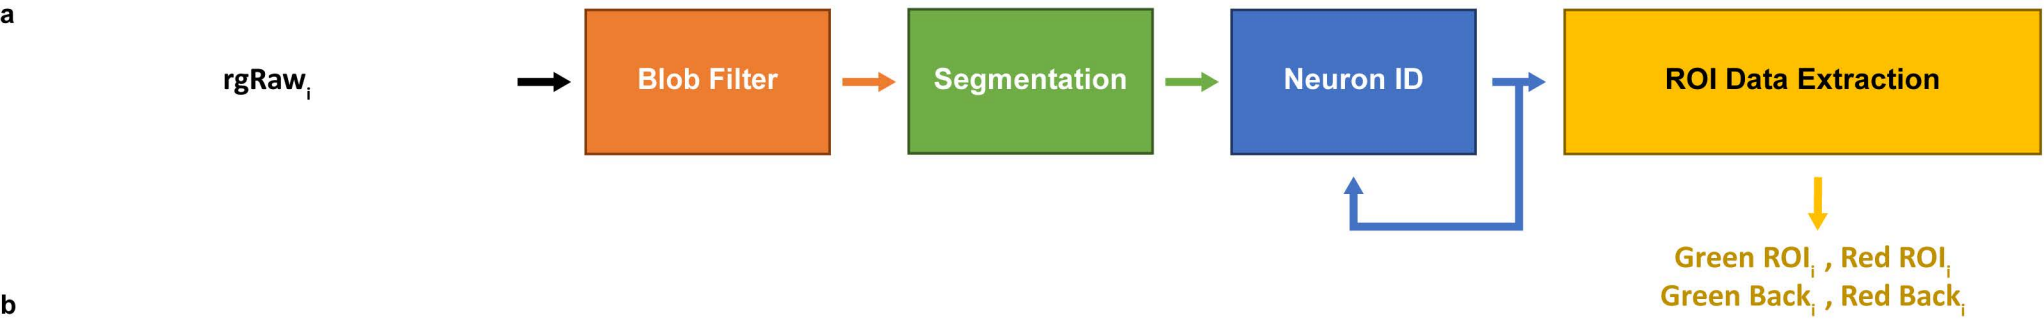 a
rgRawᵢ
Blob Filter
Segmentation
Neuron ID
ROI Data Extraction
Green ROIᵢ , Red ROIᵢ
Green Backᵢ , Red Backᵢ
b